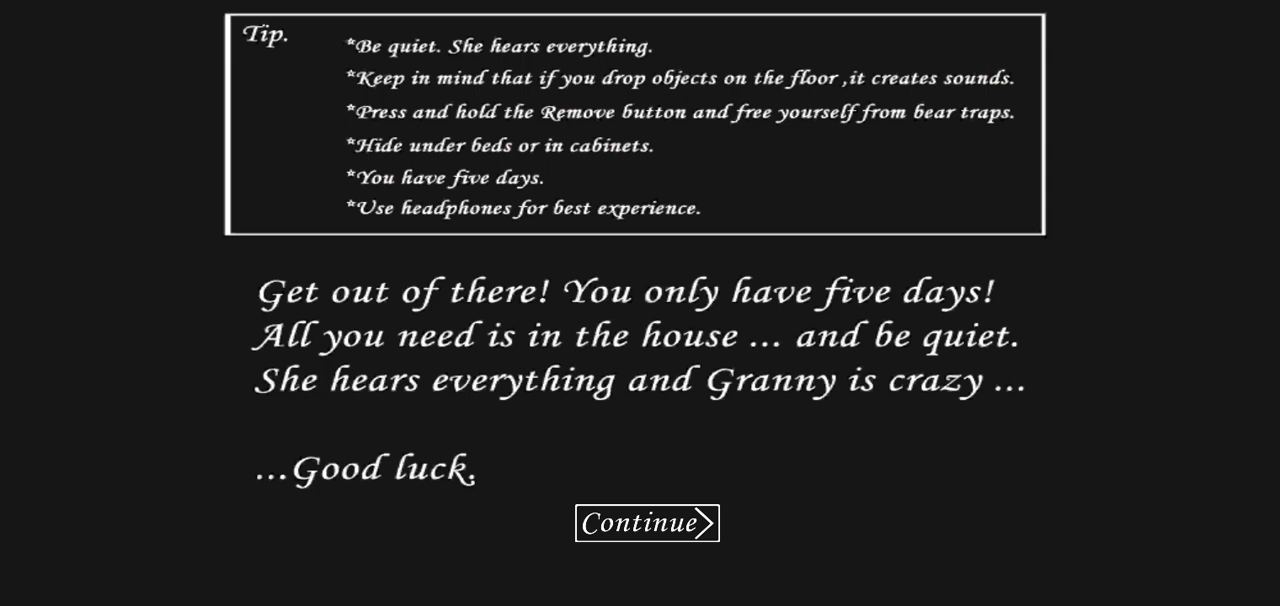 Tip.
*Be quiet. She hears everything.
*Keep in mind that if you drop objects on the floor ,it creates sounds.
*Press and hold the Remove button and free yourself from bear traps.
*Hide under beds or in cabinets.
*You have five days.
*Use headphones for best experience.
Get out of there! You only have five days!
All you need is in the house ... and be quiet.
She hears everything and Granny is crazy ...
...Good luck.
Continue